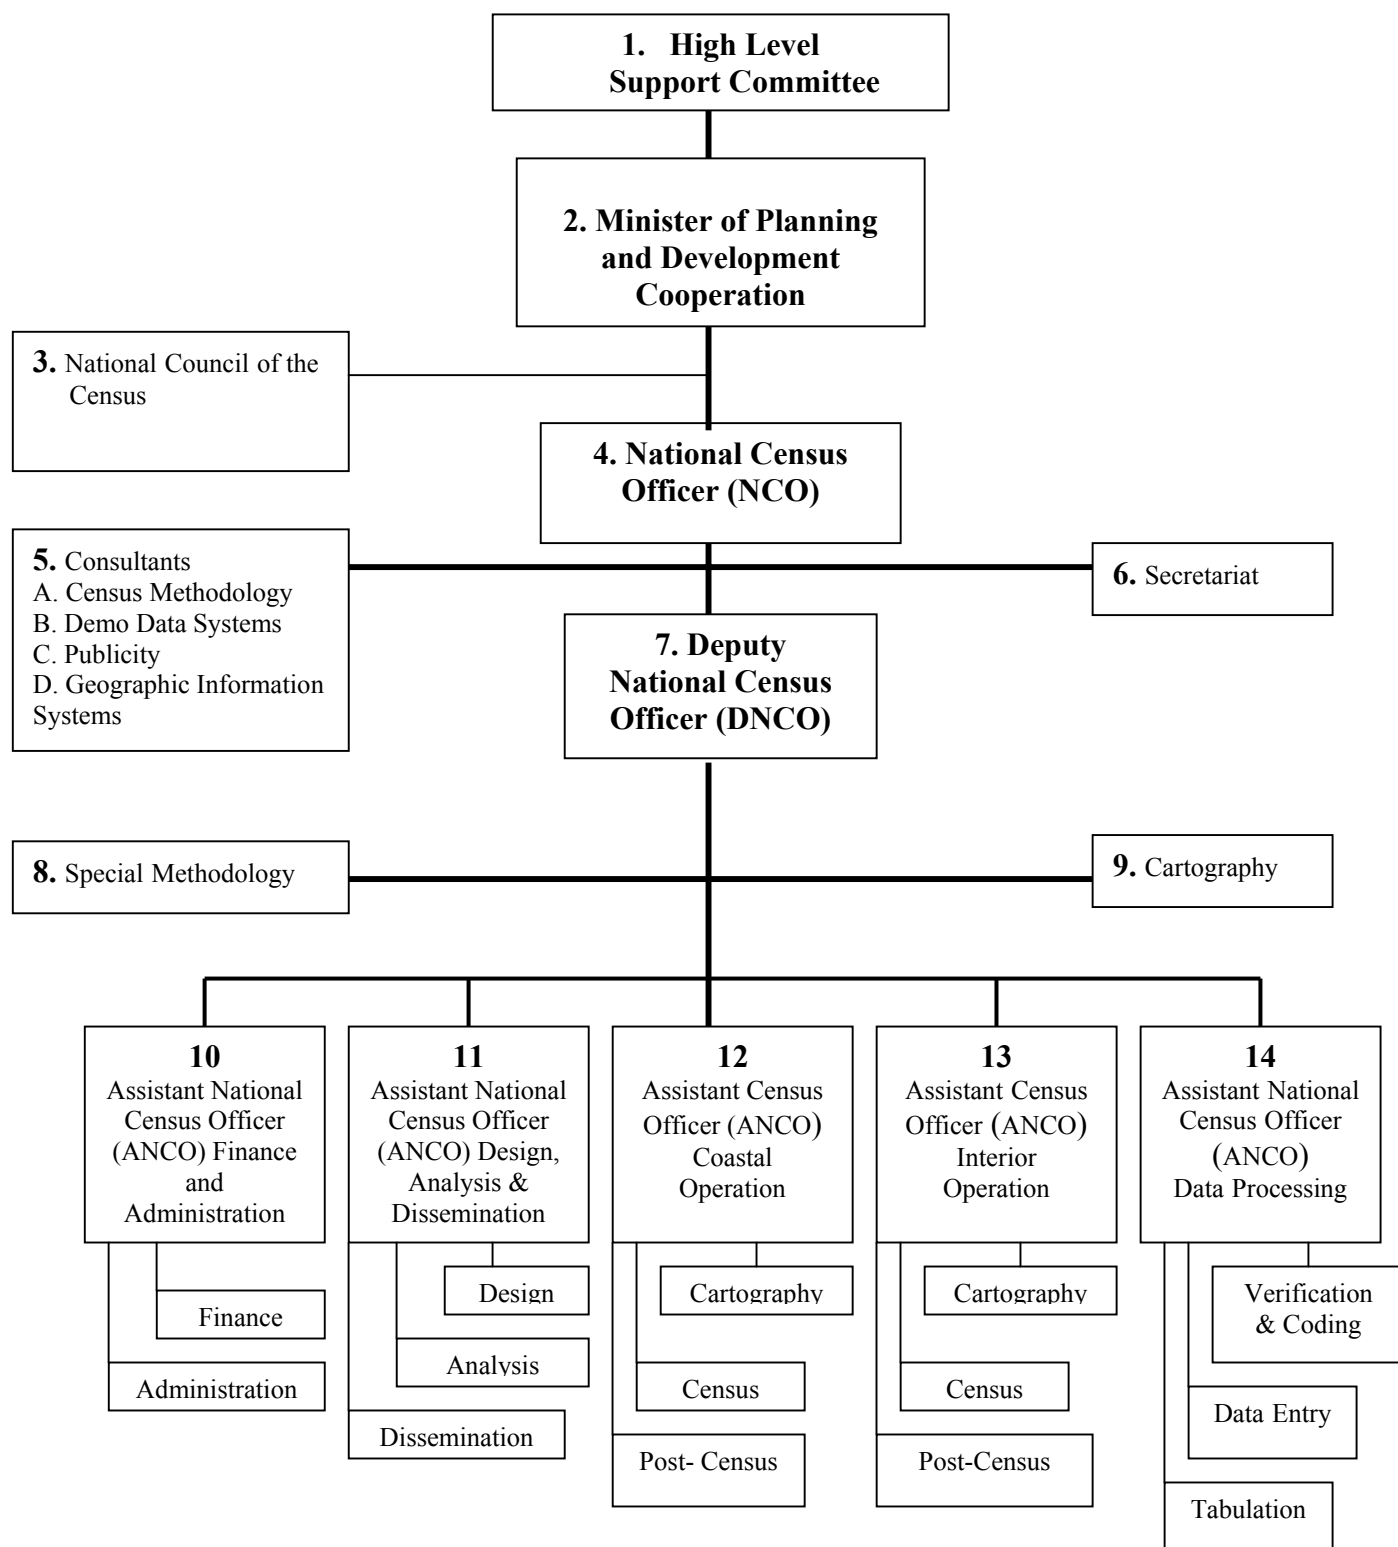 1. High Level
Support Committee
2. Minister of Planning
and Development
Cooperation
3. National Council of the
Census
4. National Census
Officer (NCO)
5. Consultants
A. Census Methodology
B. Demo Data Systems
C. Publicity
D. Geographic Information
Systems
6. Secretariat
7. Deputy
National Census
Officer (DNCO)
8. Special Methodology
9. Cartography
10
Assistant National
Census Officer
(ANCO) Finance
and
Administration
11
Assistant National
Census Officer
(ANCO) Design,
Analysis &
Dissemination
12
Assistant Census
Officer (ANCO)
Coastal
Operation
13
Assistant Census
Officer (ANCO)
Interior
Operation
14
Assistant National
Census Officer
(ANCO)
Data Processing
Finance
Administration
Design
Analysis
Dissemination
Cartography
Census
Post- Census
Cartography
Census
Post-Census
Verification
& Coding
Data Entry
Tabulation